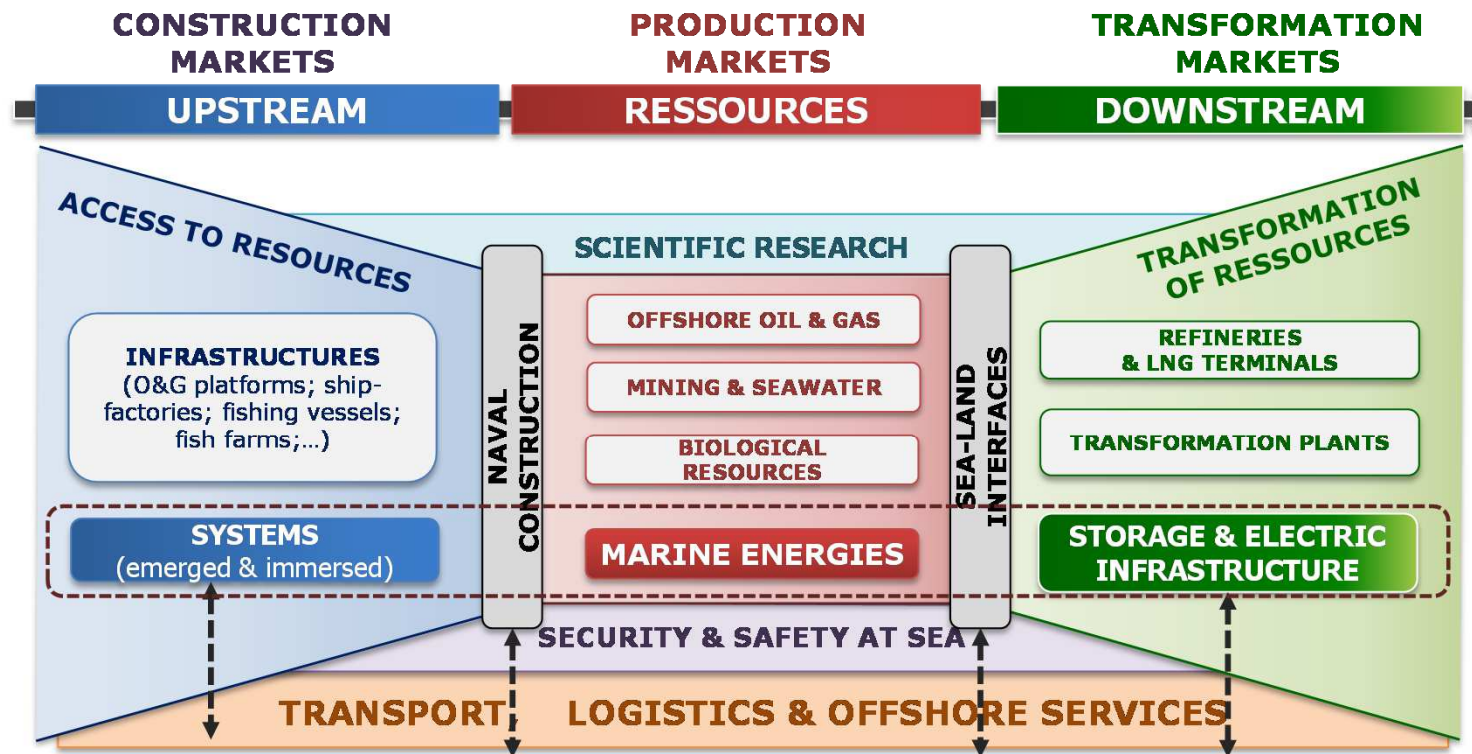 CONSTRUCTION
MARKETS
PRODUCTION
MARKETS
TRANSFORMATION
MARKETS
UPSTREAM
RESSOURCES
DOWNSTREAM
ACCESS TO RESOURCES
INFRASTRUCTURES
(O&G platforms; ship-
factories; fishing vessels;
fish farms;...)
SYSTEMS
(emerged & immersed)
NAVAL
CONSTRUCTION
SCIENTIFIC RESEARCH
OFFSHORE OIL & GAS
MINING & SEAWATER
BIOLOGICAL
RESOURCES
MARINE ENERGIES
SEA-LAND
INTERFACES
TRANSFORMATION
OF RESSOURCES
REFINERIES
& LNG TERMINALS
TRANSFORMATION PLANTS
STORAGE & ELECTRIC
INFRASTRUCTURE
SECURITY & SAFETY AT SEA
TRANSPORT, LOGISTICS & OFFSHORE SERVICES